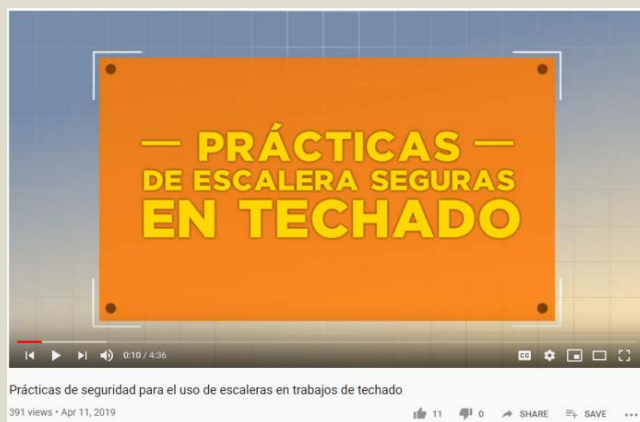 — PRÁCTICAS —
DE ESCALERA SEGURAS
EN TECHADO
0:10 / 4:36
CC
Prácticas de seguridad para el uso de escaleras en trabajos de techado
391 views • Apr 11, 2019
11 0 SHARE SAVE